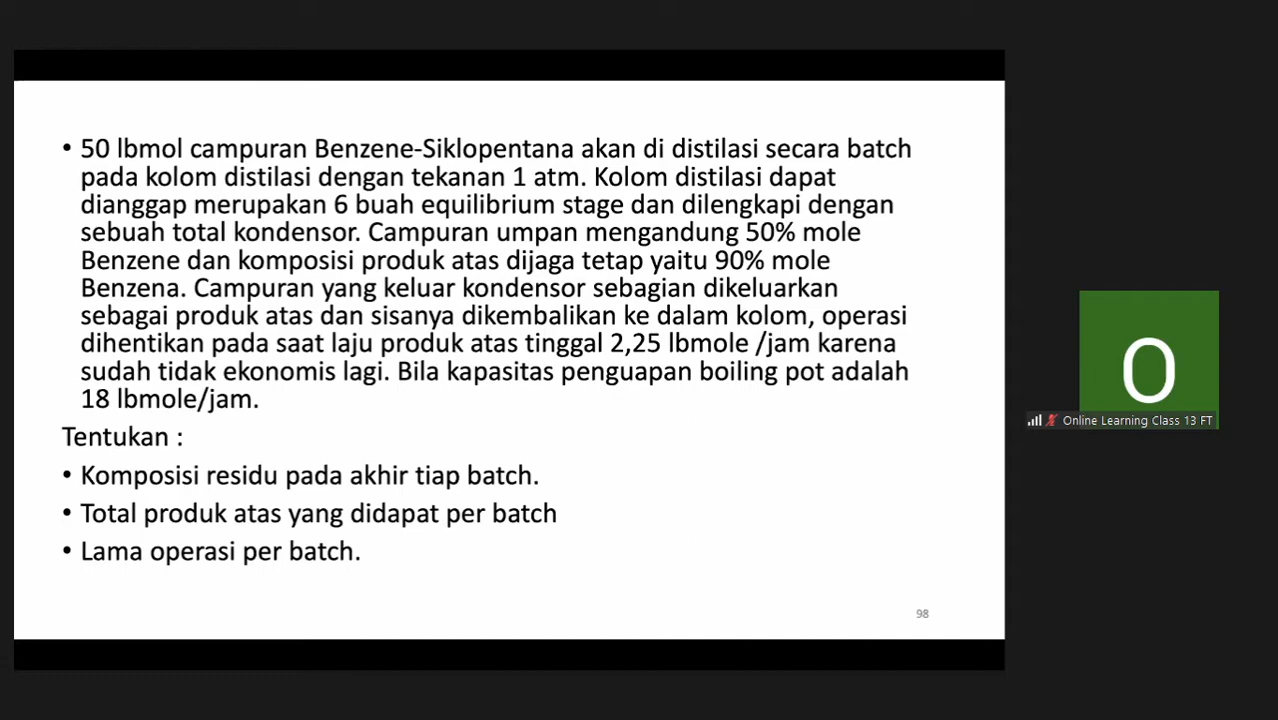 • 50 lbmol campuran Benzene-Siklopentana akan di distilasi secara batch
pada kolom distilasi dengan tekanan 1 atm. Kolom distilasi dapat
dianggap merupakan 6 buah equilibrium stage dan dilengkapi dengan
sebuah total kondensor. Campuran umpan mengandung 50% mole
Benzene dan komposisi produk atas dijaga tetap yaitu 90% mole
Benzena. Campuran yang keluar kondensor sebagian dikeluarkan
sebagai produk atas dan sisanya dikembalikan ke dalam kolom, operasi
dihentikan pada saat laju produk atas tinggal 2,25 lbmole /jam karena
sudah tidak ekonomis lagi. Bila kapasitas penguapan boiling pot adalah
18 lbmole/jam.
Tentukan :
• Komposisi residu pada akhir tiap batch.
• Total produk atas yang didapat per batch
• Lama operasi per batch.
98
O
Online Learning Class 13 FT